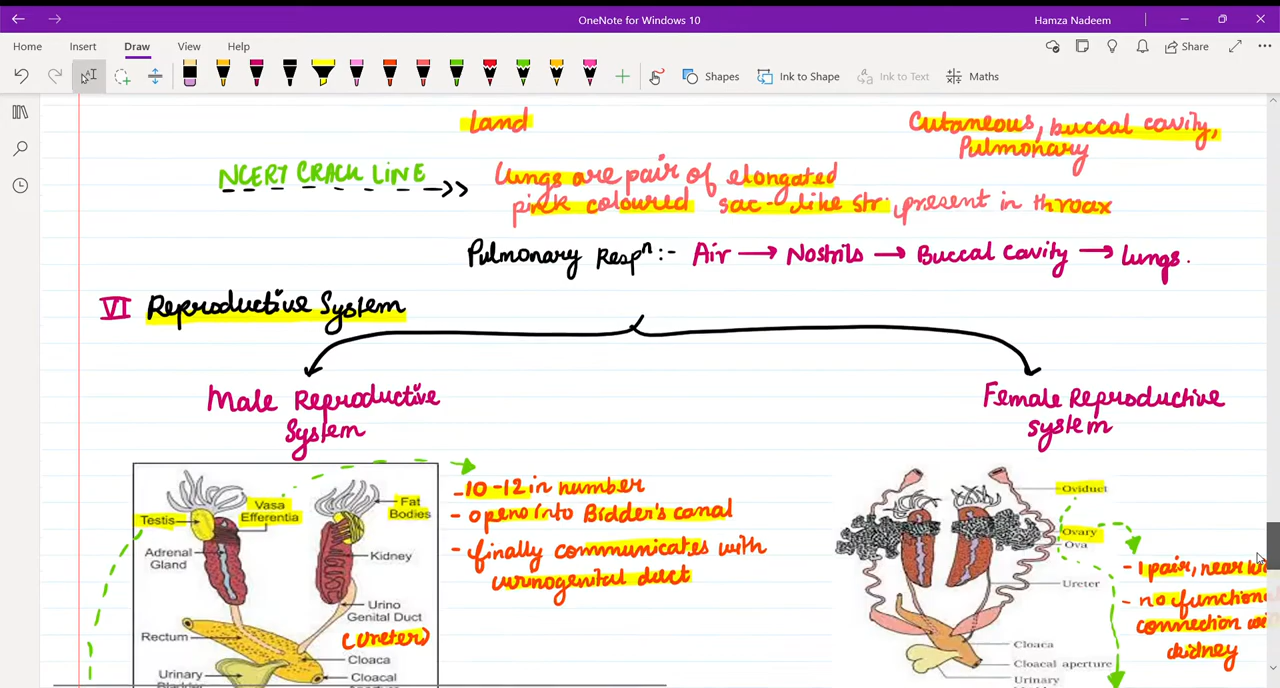 OneNote for Windows 10
Hamza Nadeem
Home Insert Draw View Help
Share
Shapes
Ink to Shape
Ink to Text
Maths
Land
Cutaneous, buccal cavity,
Pulmonary
NCERT CRACK LINE
Lungs are pair of elongated
pink coloured sac-like str. present in throax
Pulmonary Respn:- Air → Nostrils → Buccal Cavity → Lungs.
VI Reproductive System
Male Reproductive
System
Female Reproductive
system
Testis
Vasa
Efferentia
Fat
Bodies
Adrenal
Gland
Kidney
Urino
Genital Duct
(Ureter)
Rectum
Cloaca
Urinary
Cloacal
- 10-12 in number
- opens into Bidder's canal
- finally communicates with
urinogenital duct
Oviduct
Ovary
Ova
Ureter
Cloaca
Cloacal aperture
Urinary
- 1 pair, near
- no function
connection
kidney